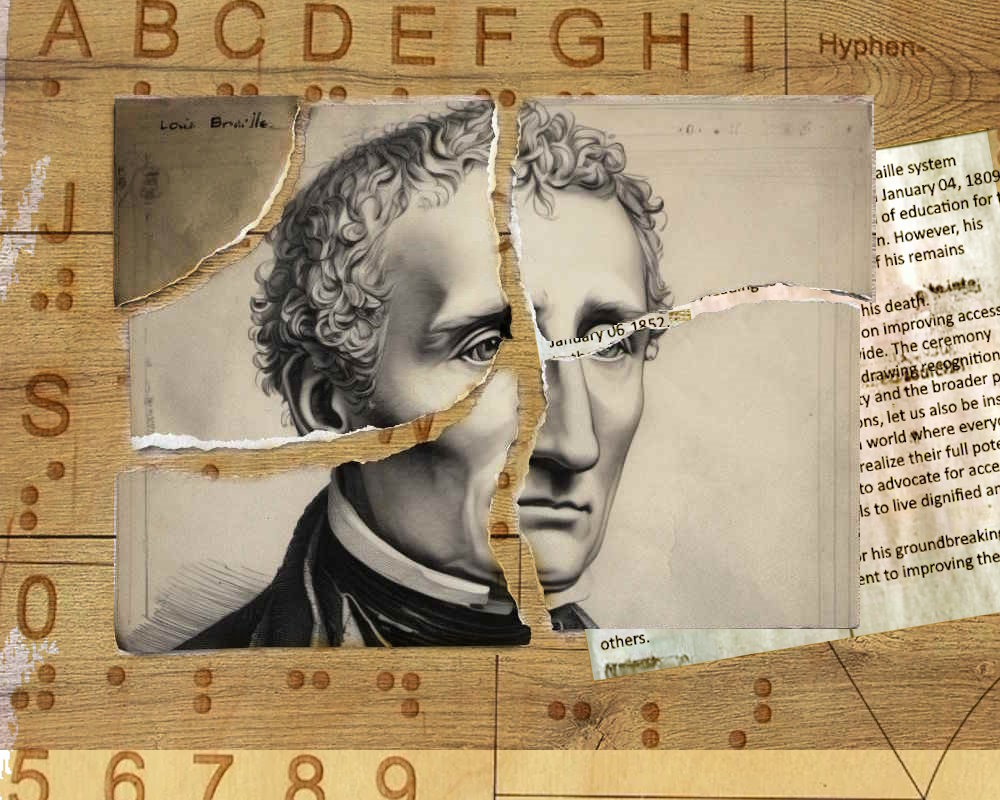 A B C D E F G H I
Hyphen-
Louis Braille.
J
S
0
5 6 7 8 9
aille system
January 04, 1809
of education for t
n. However, his
f his remains
his death.
January 06, 1852.
on improving access
ide. The ceremony
drawing recognition
ty and the broader p
ons, let us also be ins
world where everyo
realize their full pote
to advocate for acce
ls to live dignified an
or his groundbreaking
ent to improving the
others.